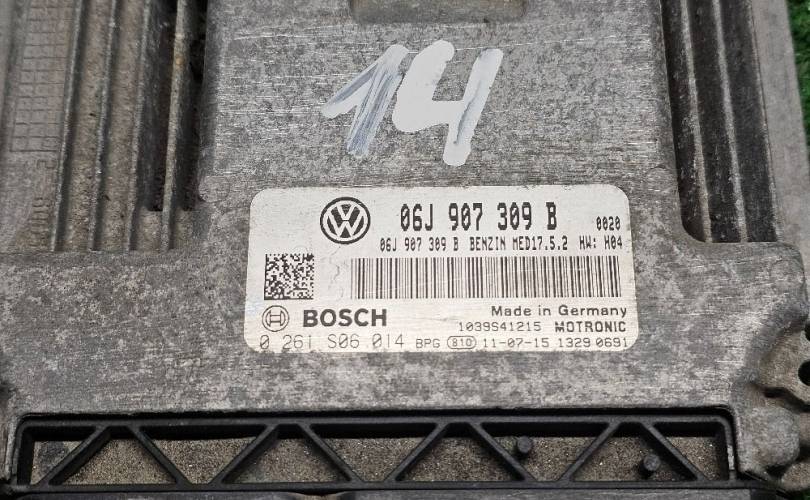 14
06J 907 309 B 0020
06J 907 309 B BENZIN MED17.5.2 HW: H04
BOSCH
Made in Germany
1039S41215 MOTRONIC
0 261 S06 014 BPG 810 11-07-15 1329 0691